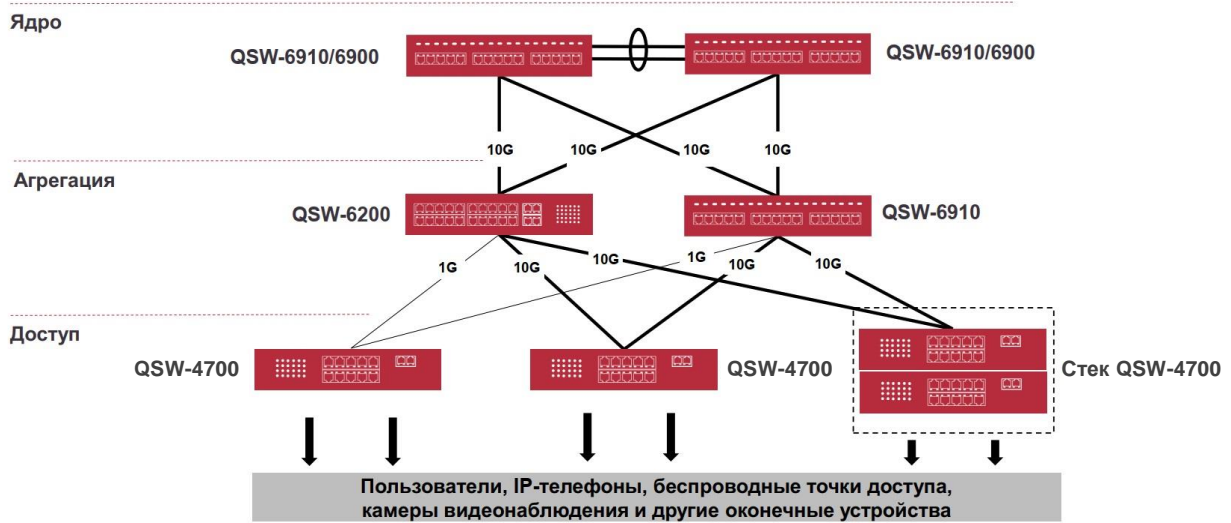 Ядро
QSW-6910/6900
QSW-6910/6900
10G
10G
10G
10G
Агрегация
QSW-6200
QSW-6910
1G
10G
10G
1G
10G
10G
Доступ
QSW-4700
QSW-4700
Стек QSW-4700
Пользователи, IP-телефоны, беспроводные точки доступа,
камеры видеонаблюдения и другие оконечные устройства